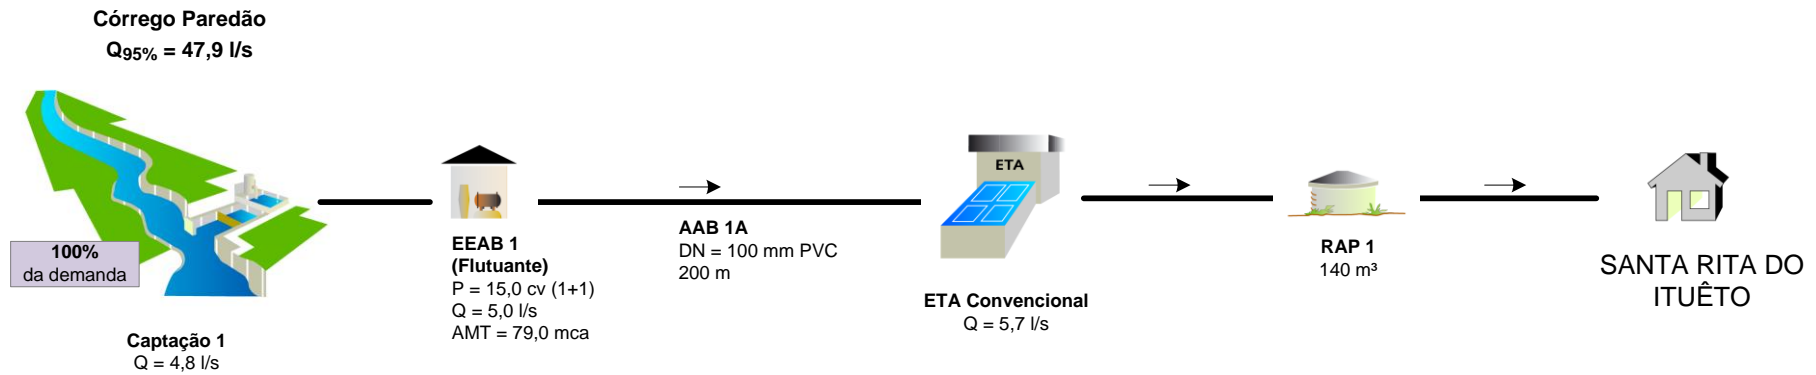 Córrego Paredão
Q95% = 47,9 l/s
100%
da demanda
Captação 1
Q = 4,8 l/s
EEAB 1
(Flutuante)
P = 15,0 cv (1+1)
Q = 5,0 l/s
AMT = 79,0 mca
AAB 1A
DN = 100 mm PVC
200 m
ETA
ETA Convencional
Q = 5,7 l/s
RAP 1
140 m³
SANTA RITA DO
ITUÊTO